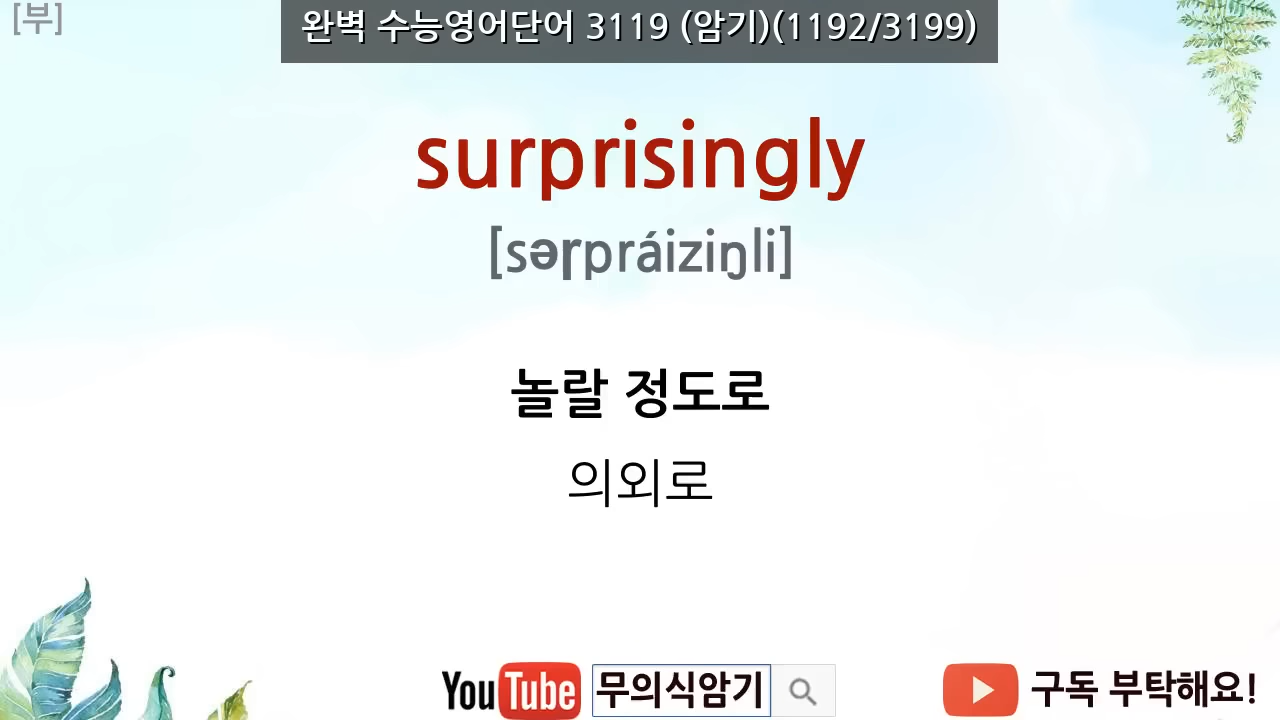 [부]
완벽 수능영어단어 3119 (암기)(1192/3199)
surprisingly
[səɽpráiziŋli]
놀랄 정도로
의외로
YouTube 무의식암기
구독 부탁해요!